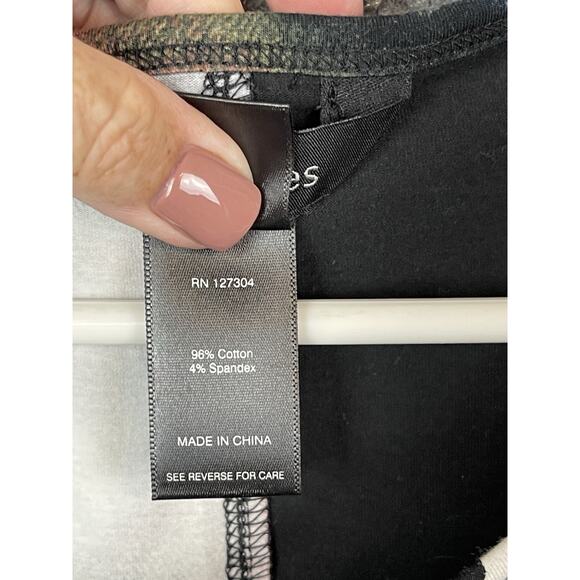 RN 127304
96% Cotton
4% Spandex
MADE IN CHINA
SEE REVERSE FOR CARE